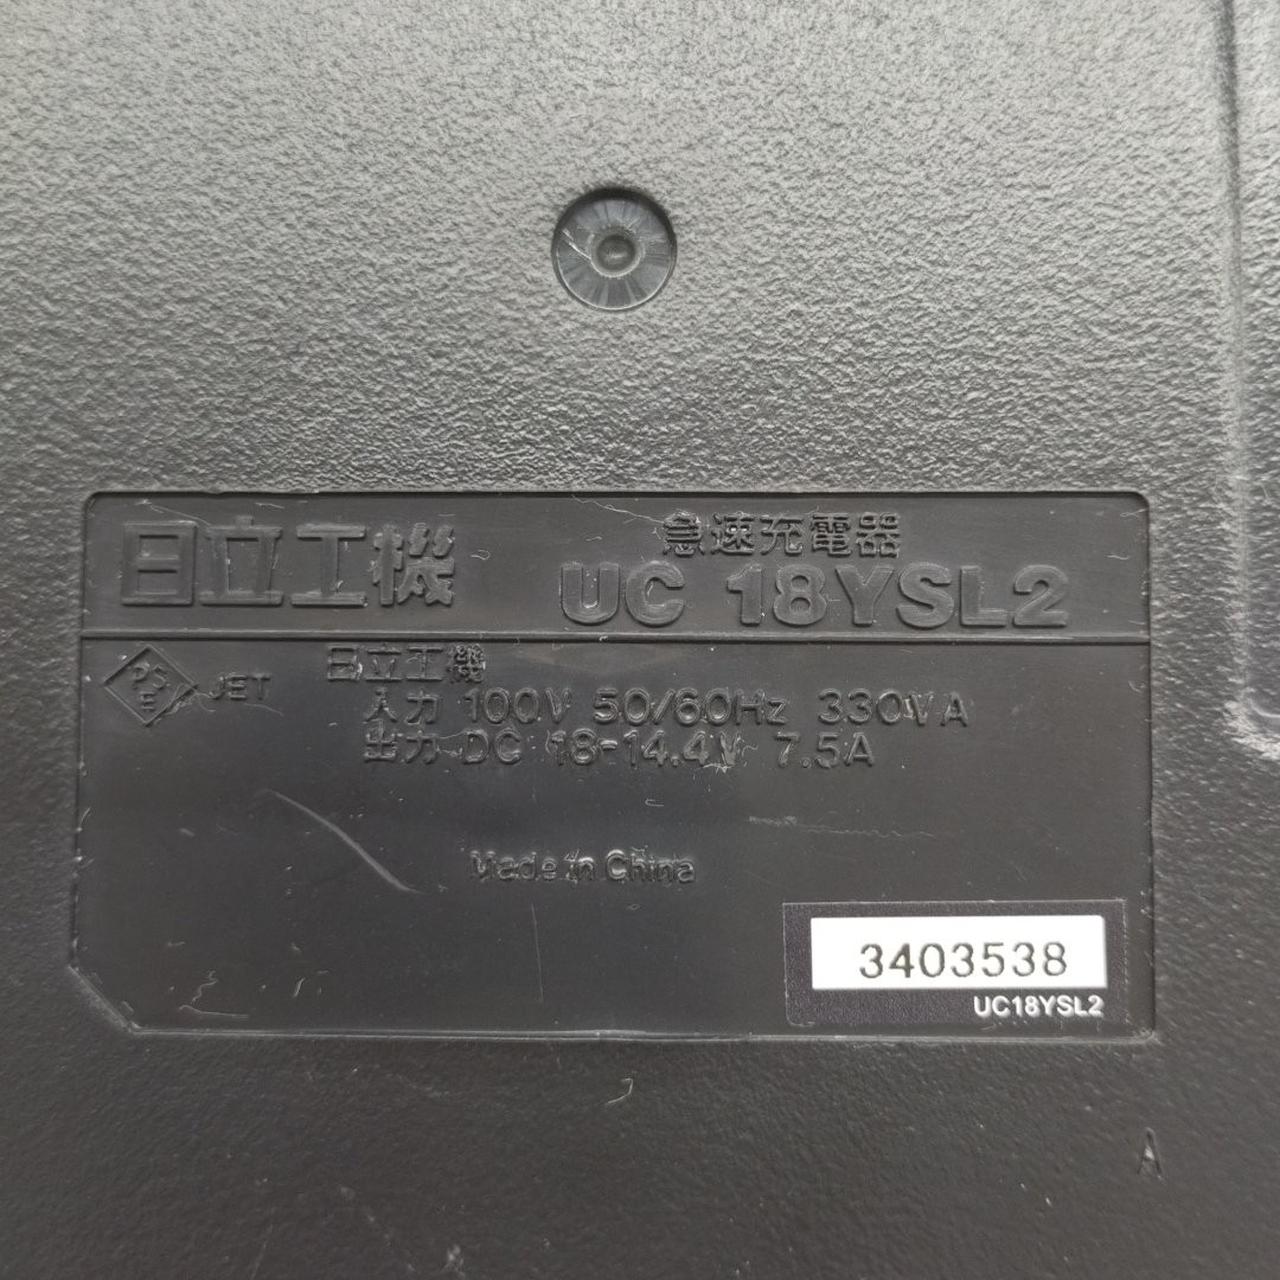 日立工機
急速充電器
UC 18YSL2
PS
E
JET
日立工機
入力 100V 50/60Hz 330VA
出力 DC 18-14.4V 7.5A
Made in China
3403538
UC18YSL2
A